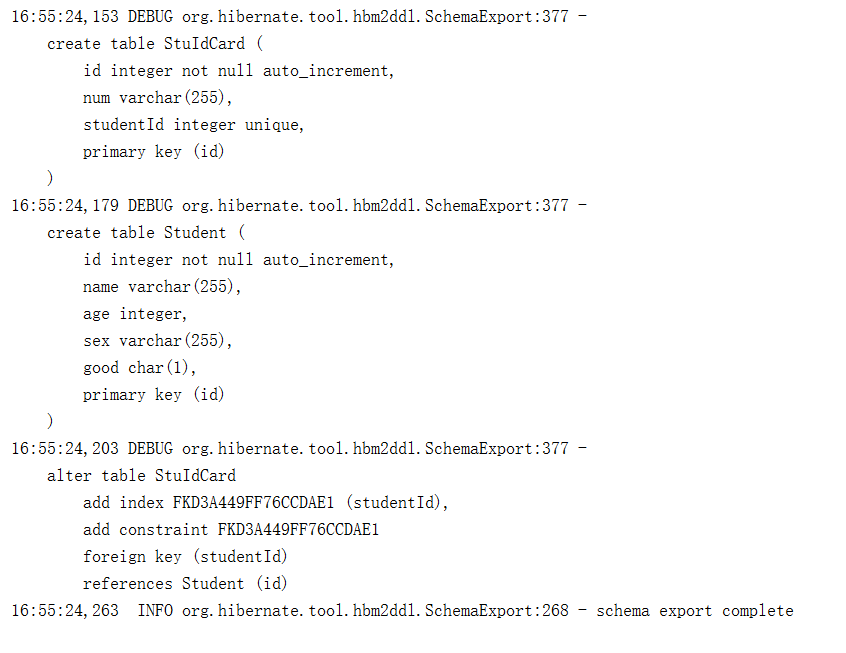 16:55:24,153 DEBUG org.hibernate.tool.hbm2ddl.SchemaExport:377 -
    create table StuIdCard (
        id integer not null auto_increment,
        num varchar(255),
        studentId integer unique,
        primary key (id)
    )
16:55:24,179 DEBUG org.hibernate.tool.hbm2ddl.SchemaExport:377 -
    create table Student (
        id integer not null auto_increment,
        name varchar(255),
        age integer,
        sex varchar(255),
        good char(1),
        primary key (id)
    )
16:55:24,203 DEBUG org.hibernate.tool.hbm2ddl.SchemaExport:377 -
    alter table StuIdCard
        add index FKD3A449FF76CCDAE1 (studentId),
        add constraint FKD3A449FF76CCDAE1
        foreign key (studentId)
        references Student (id)
16:55:24,263  INFO org.hibernate.tool.hbm2ddl.SchemaExport:268 - schema export complete